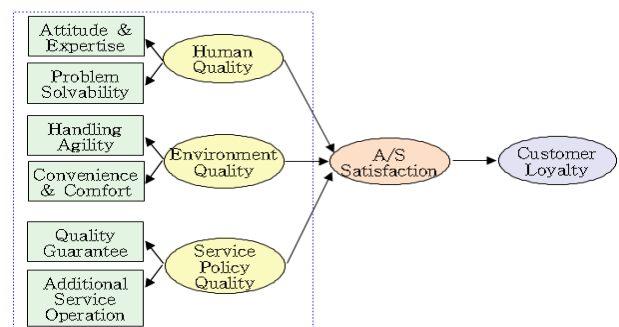 Attitude &
Expertise
Problem
Solvability
Human
Quality
Handling
Agility
Convenience
& Comfort
Environment
Quality
Quality
Guarantee
Additional
Service
Operation
Service
Policy
Quality
A/S
Satisfaction
Customer
Loyalty